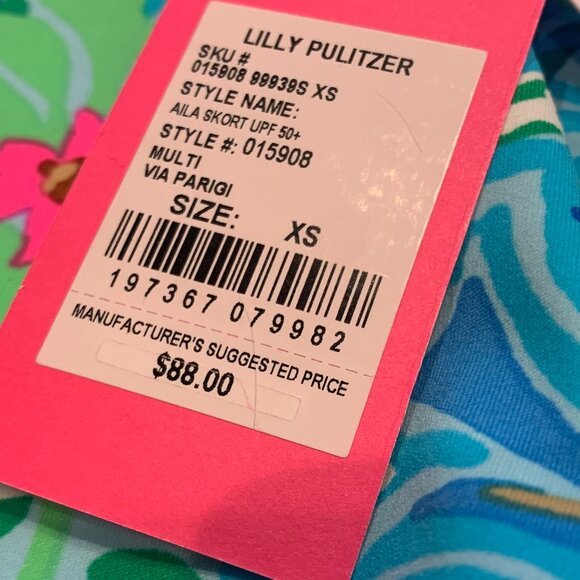 LILLY PULITZER
SKU #
015908 99939S XS
STYLE NAME:
AILA SKORT UPF 50+
STYLE #: 015908
MULTI
VIA PARIGI
SIZE: XS
197367 079982
MANUFACTURER'S SUGGESTED PRICE
$88.00